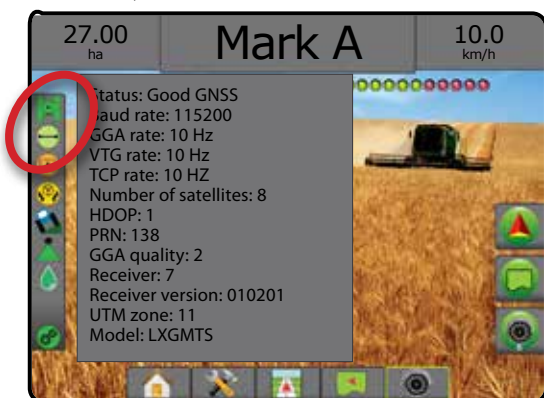 27.00
ha
Mark A
10.0
km/h
Status: Good GNSS
Baud rate: 115200
GGA rate: 10 Hz
VTG rate: 10 Hz
TCP rate: 10 HZ
Number of satellites: 8
HDOP: 1
PRN: 138
GGA quality: 2
Receiver: 7
Receiver version: 010201
UTM zone: 11
Model: LXGMTS